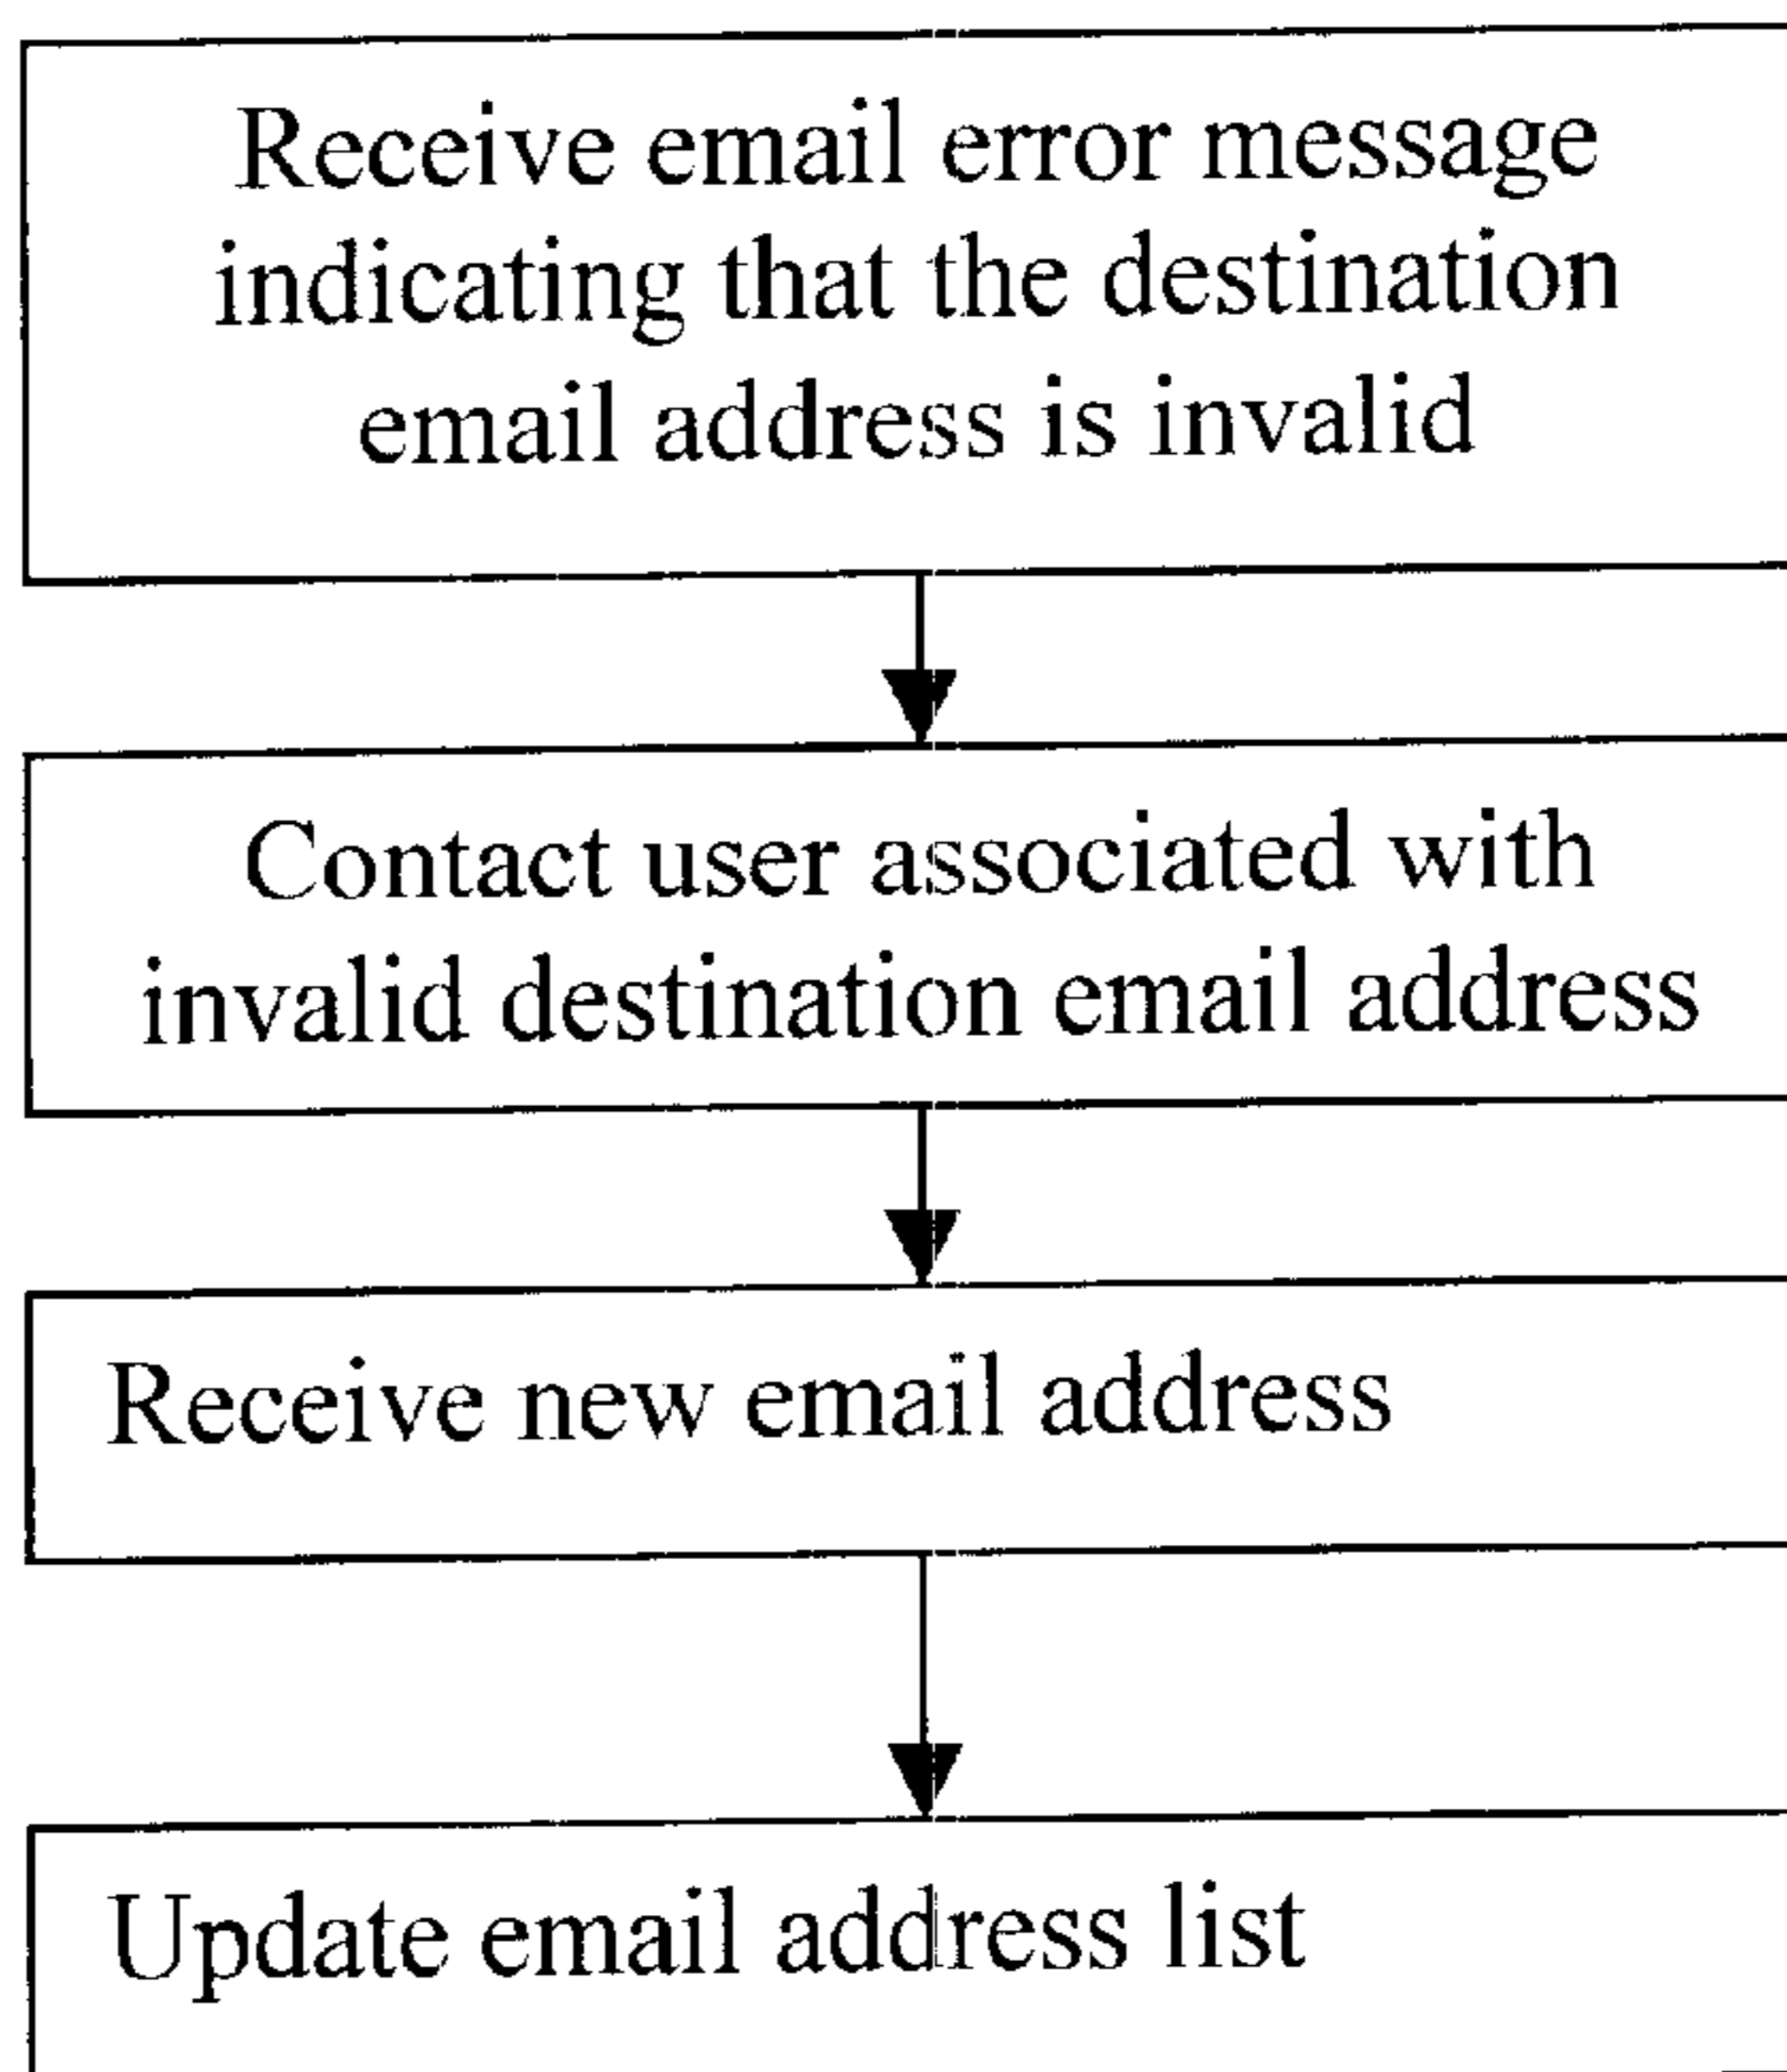 Receive email error message
indicating that the destination
email address is invalid
Contact user associated with
invalid destination email address
Receive new email address
Update email address list